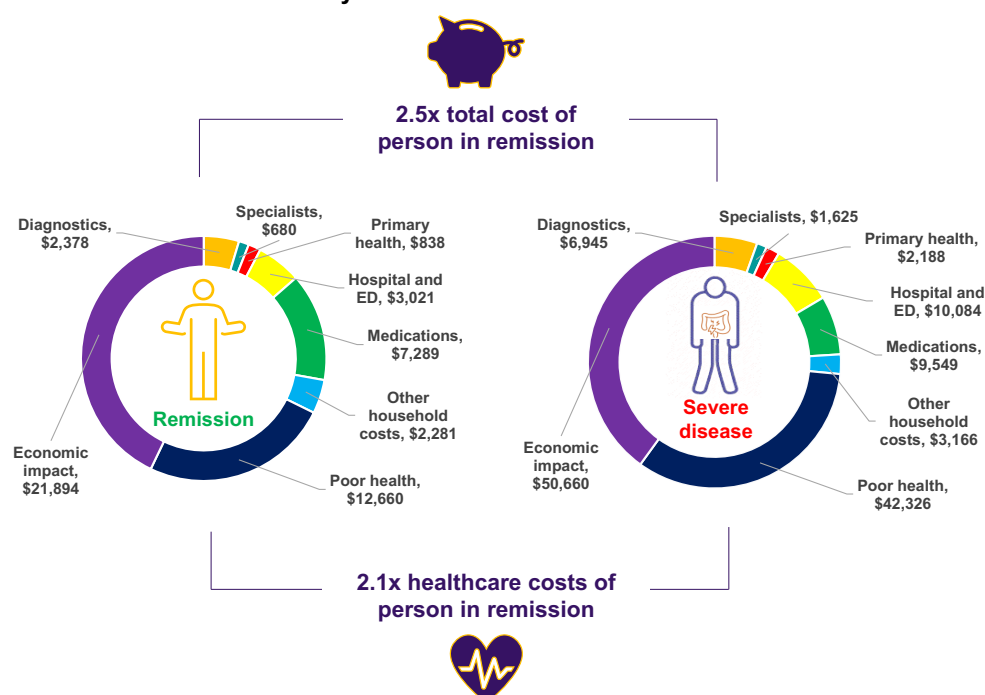 2.5x total cost of
person in remission
Diagnostics,
$2,378
Specialists,
$680
Primary
health, $838
Hospital and
ED, $3,021
Medications,
$7,289
Other
household
costs, $2,281
Poor health,
$12,660
Economic
impact,
$21,894
Remission
Diagnostics,
$6,945
Specialists, $1,625
Primary health,
$2,188
Hospital and
ED, $10,084
Medications,
$9,549
Other
household
costs, $3,166
Poor health,
$42,326
Economic
impact,
$50,660
Severe
disease
2.1x healthcare costs of
person in remission